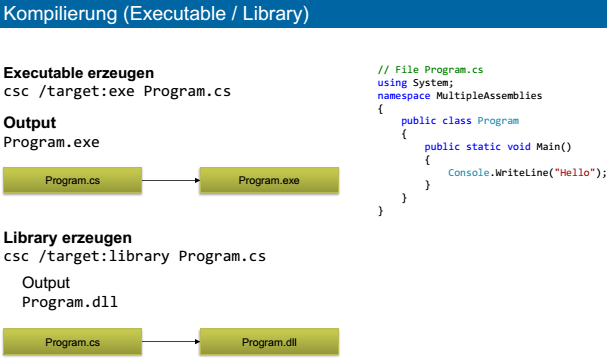 Kompilierung (Executable / Library)
Executable erzeugen
csc /target:exe Program.cs
Output
Program.exe
Program.cs
Program.exe
Library erzeugen
csc /target:library Program.cs
Output
Program.dll
Program.cs
Program.dll
// File Program.cs
using System;
namespace MultipleAssemblies
{
    public class Program
    {
        public static void Main()
        {
            Console.WriteLine("Hello");
        }
    }
}